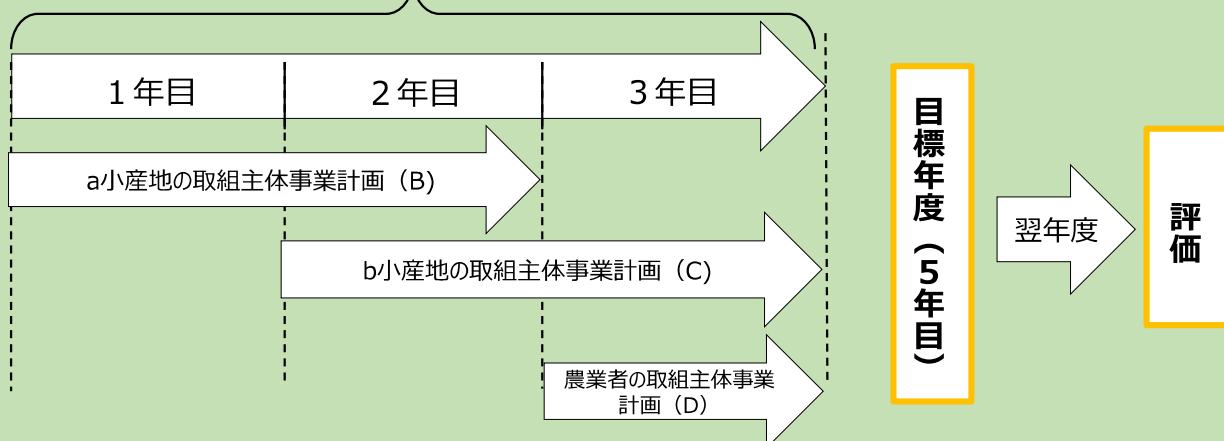 1年目
2年目
3年目
a小産地の取組主体事業計画（B)
b小産地の取組主体事業計画（C)
農業者の取組主体事業
計画（D）
目標年度（5年目）
翌年度
評価